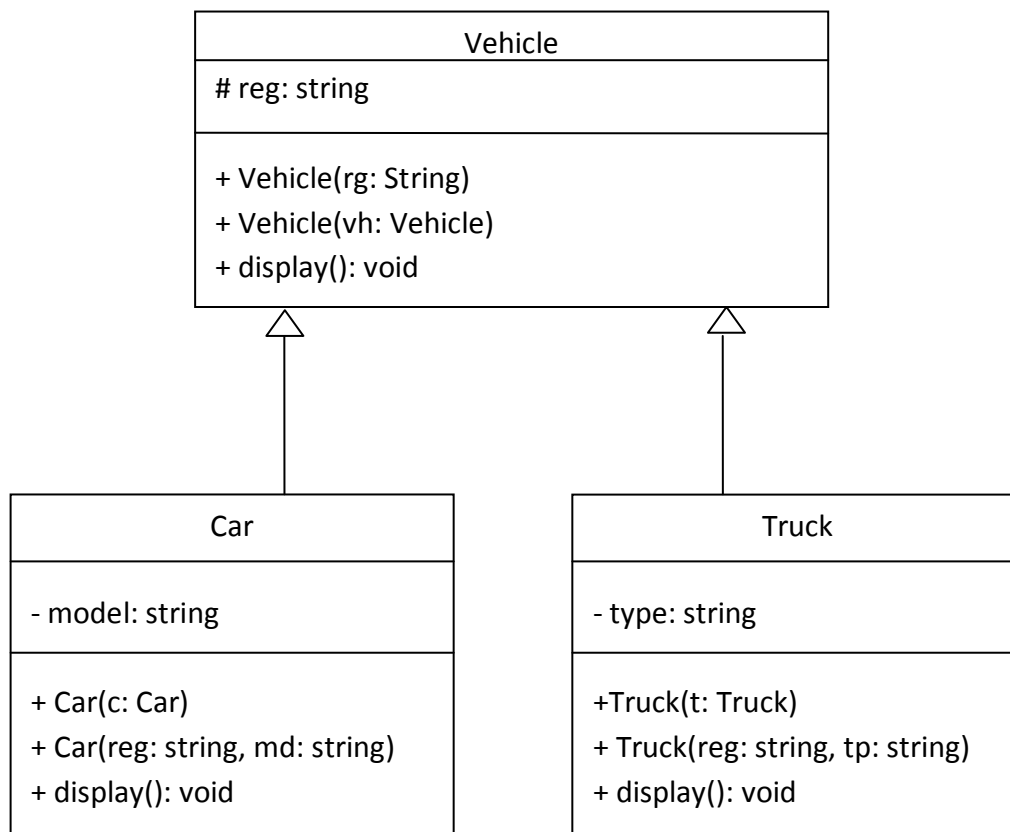 Vehicle
# reg: string
+ Vehicle(rg: String)
+ Vehicle(vh: Vehicle)
+ display(): void
Car
- model: string
+ Car(c: Car)
+ Car(reg: string, md: string)
+ display(): void
Truck
- type: string
+Truck(t: Truck)
+ Truck(reg: string, tp: string)
+ display(): void